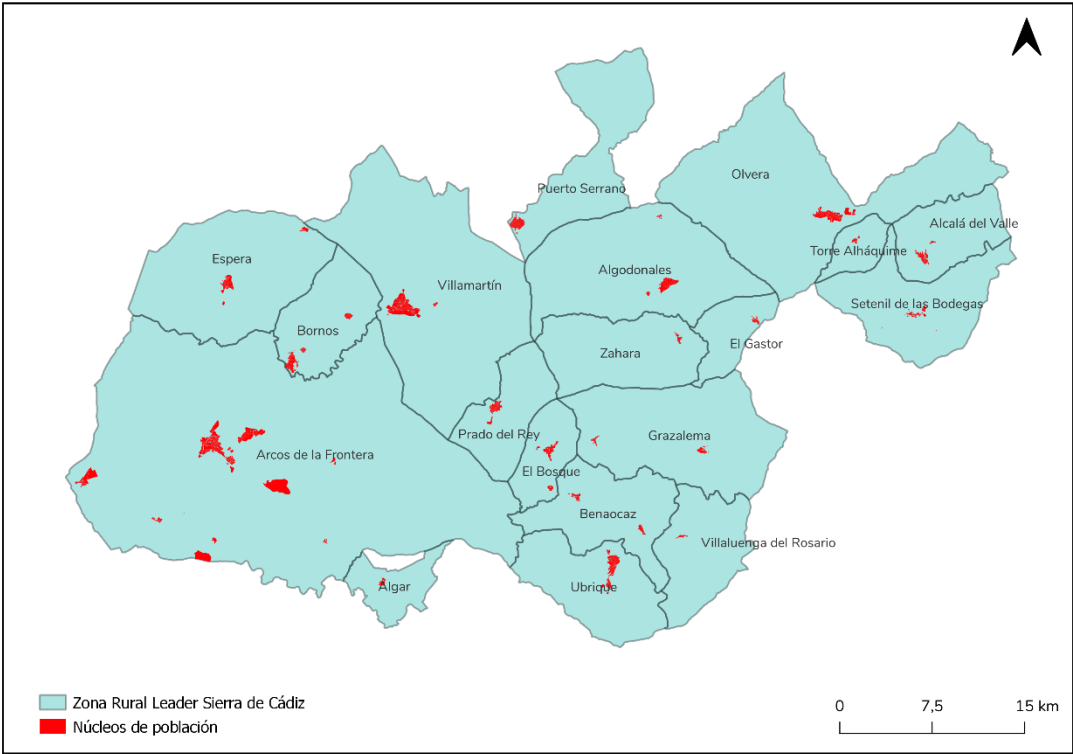 Puerto Serrano
Olvera
Alcalá del Valle
Torre Alháquime
Espera
Algodonales
Villamartín
Setenil de las Bodegas
Bornos
El Gastor
Zahara
Prado del Rey
Grazalema
Arcos de la Frontera
El Bosque
Benaocaz
Villaluenga del Rosario
Algar
Ubrique
Zona Rural Leader Sierra de Cádiz
Núcleos de población
0 7,5 15 km